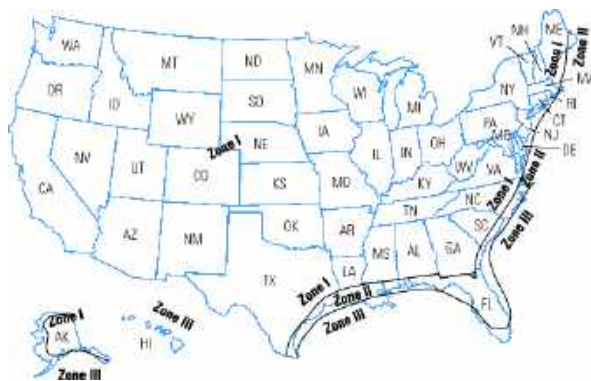 WA
MT
ND
MN
VT
NH
ME
Zone I
Zone II
OR
ID
SD
WI
MI
NY
MA
RI
CT
WY
Zone I
NE
IA
PA
NJ
DE
NV
UT
CO
IL
IN
OH
WV
VA
Zone II
CA
KS
MO
KY
NC
Zone I
Zone III
TN
AZ
NM
OK
AR
SC
MS
AL
GA
TX
LA
Zone I
Zone II
Zone III
FL
Zone I
AK
Zone III
Zone III
HI